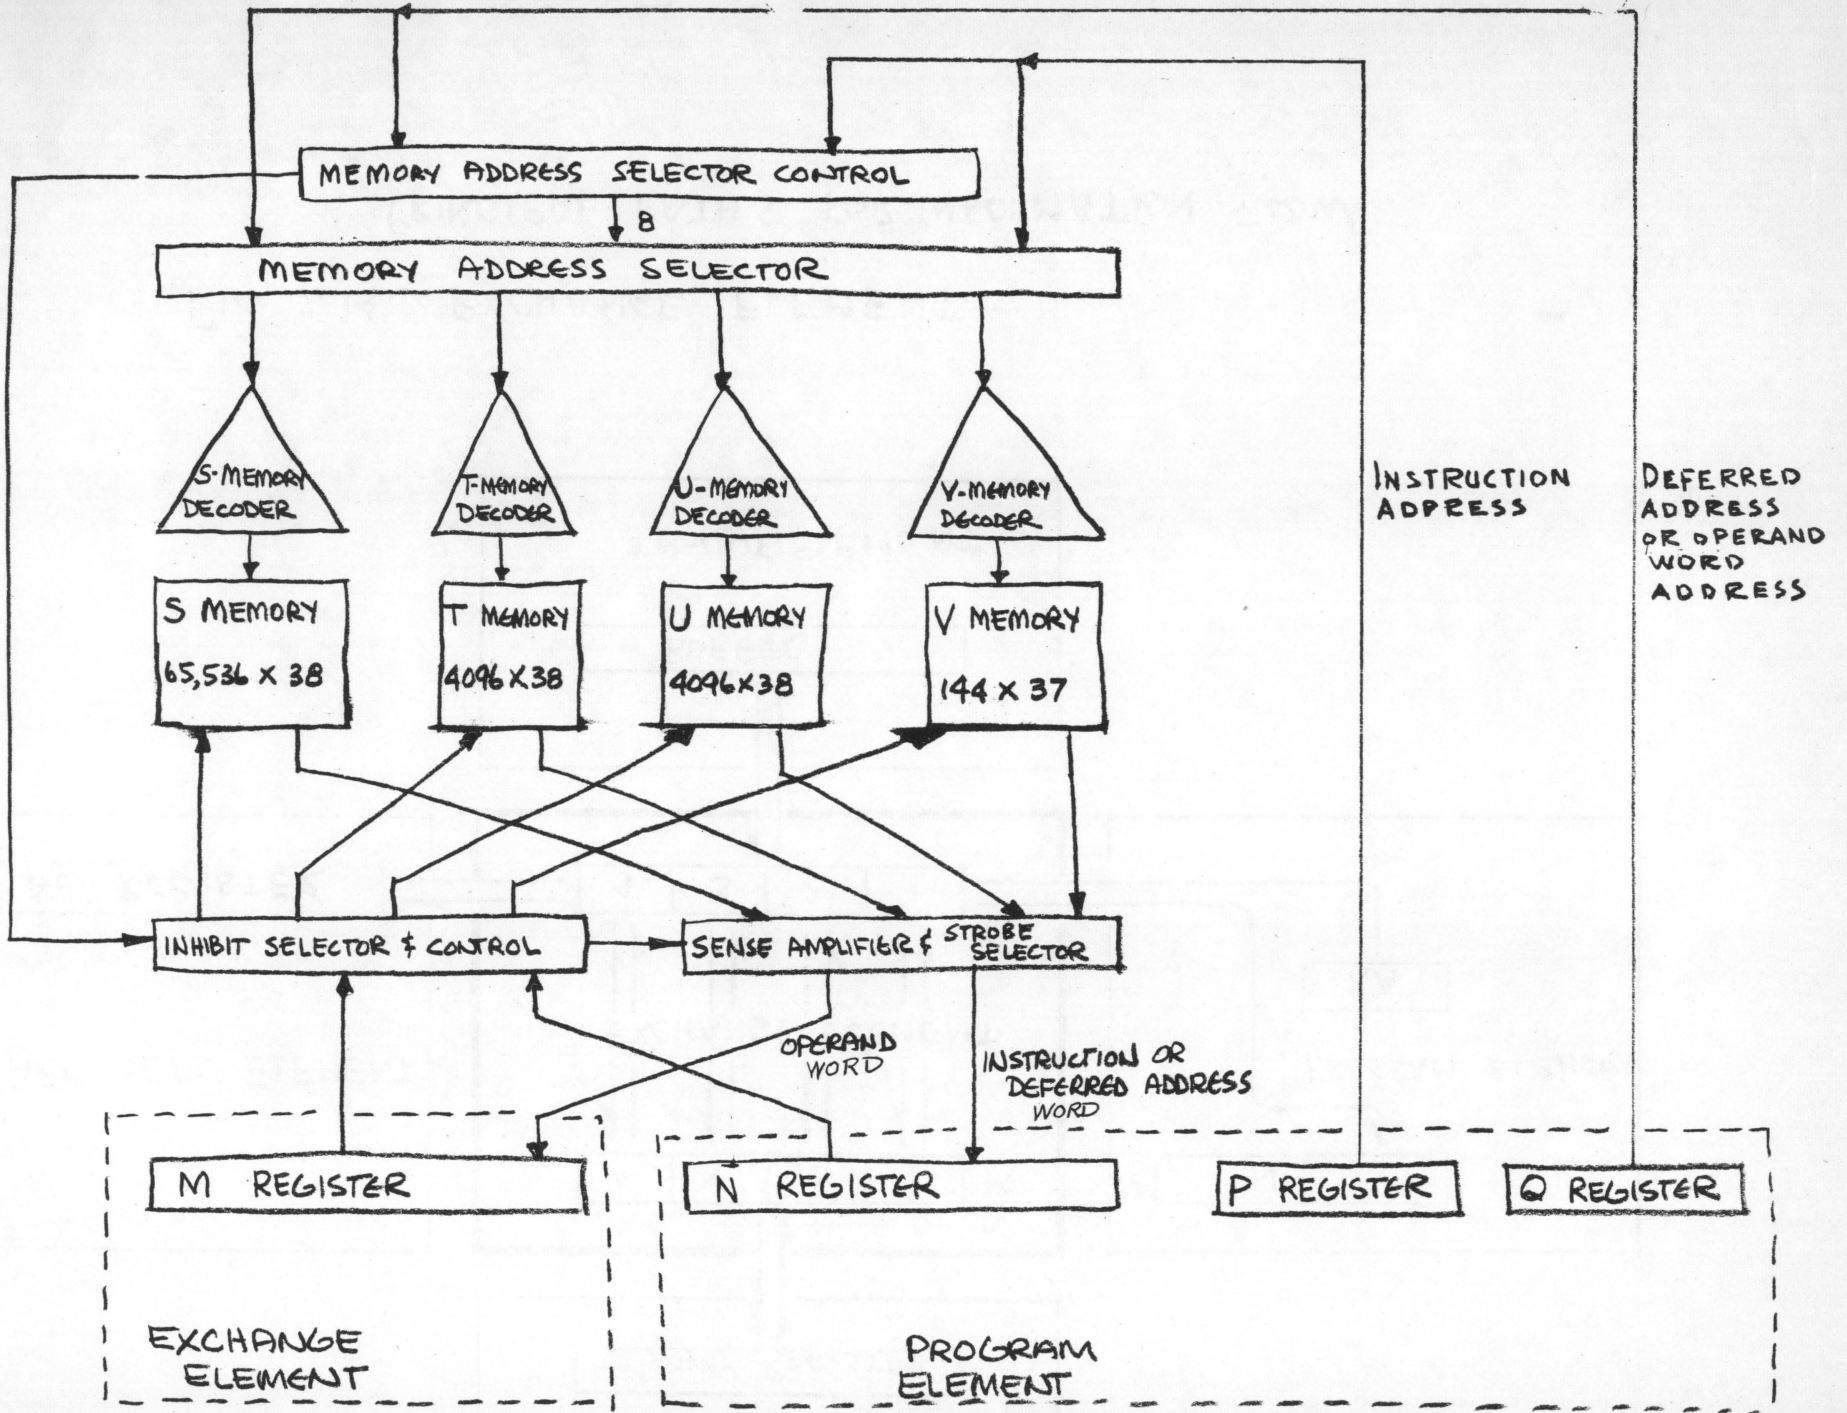 MEMORY ADDRESS SELECTOR CONTROL
8
MEMORY ADDRESS SELECTOR
S-MEMORY
DECODER
T-MEMORY
DECODER
U-MEMORY
DECODER
V-MEMORY
DECODER
INSTRUCTION
ADDRESS
DEFERRED
ADDRESS
OR OPERAND
WORD
ADDRESS
S MEMORY
65,536 X 38
T MEMORY
4096 X 38
U MEMORY
4096 X 38
V MEMORY
144 X 37
INHIBIT SELECTOR & CONTROL
SENSE AMPLIFIER & STROBE
SELECTOR
OPERAND
WORD
INSTRUCTION OR
DEFERRED ADDRESS
WORD
M REGISTER
N REGISTER
P REGISTER
Q REGISTER
EXCHANGE
ELEMENT
PROGRAM
ELEMENT